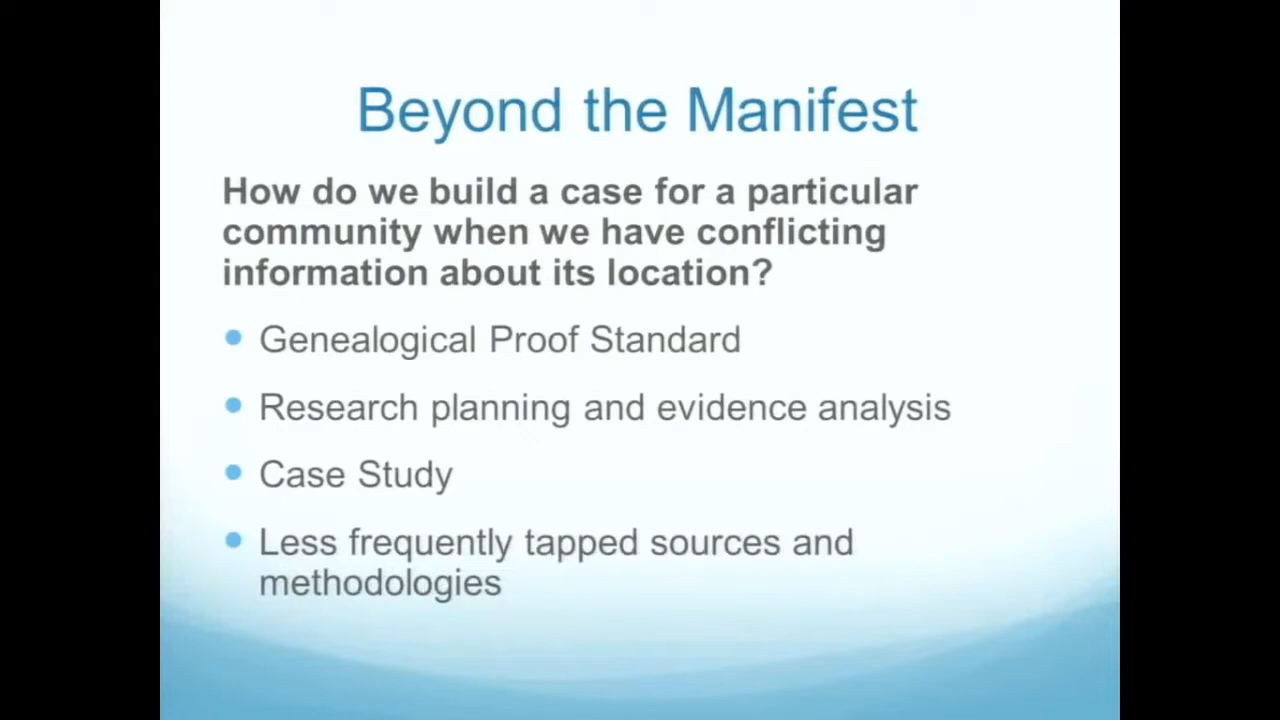 Beyond the Manifest
How do we build a case for a particular
community when we have conflicting
information about its location?
• Genealogical Proof Standard
• Research planning and evidence analysis
• Case Study
• Less frequently tapped sources and
methodologies